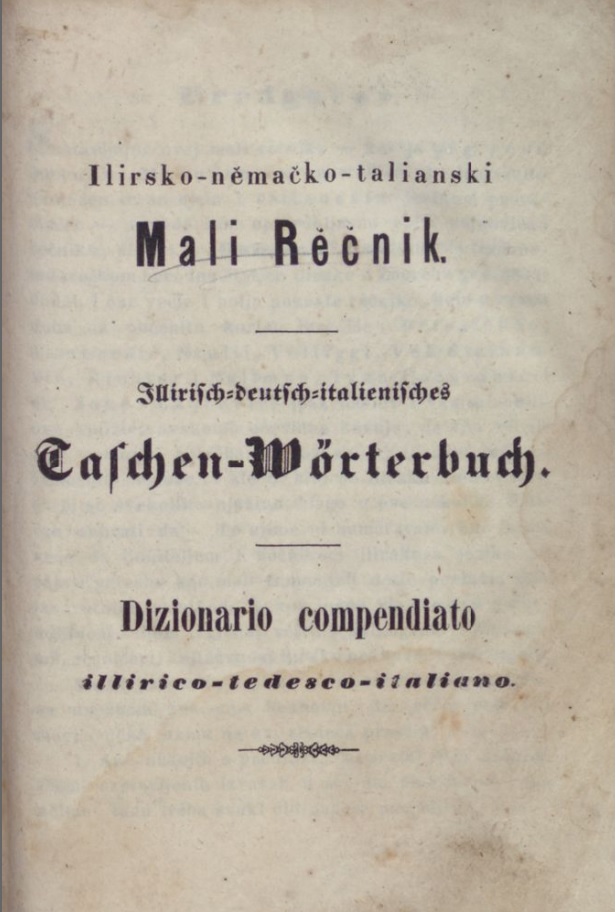 Ilirsko-němačko-talianski
Mali Rěčnik.
Illirisch-deutsch-italienisches
Taschen-Wörterbuch.
Dizionario compendiato
illirico-tedesco-italiano.